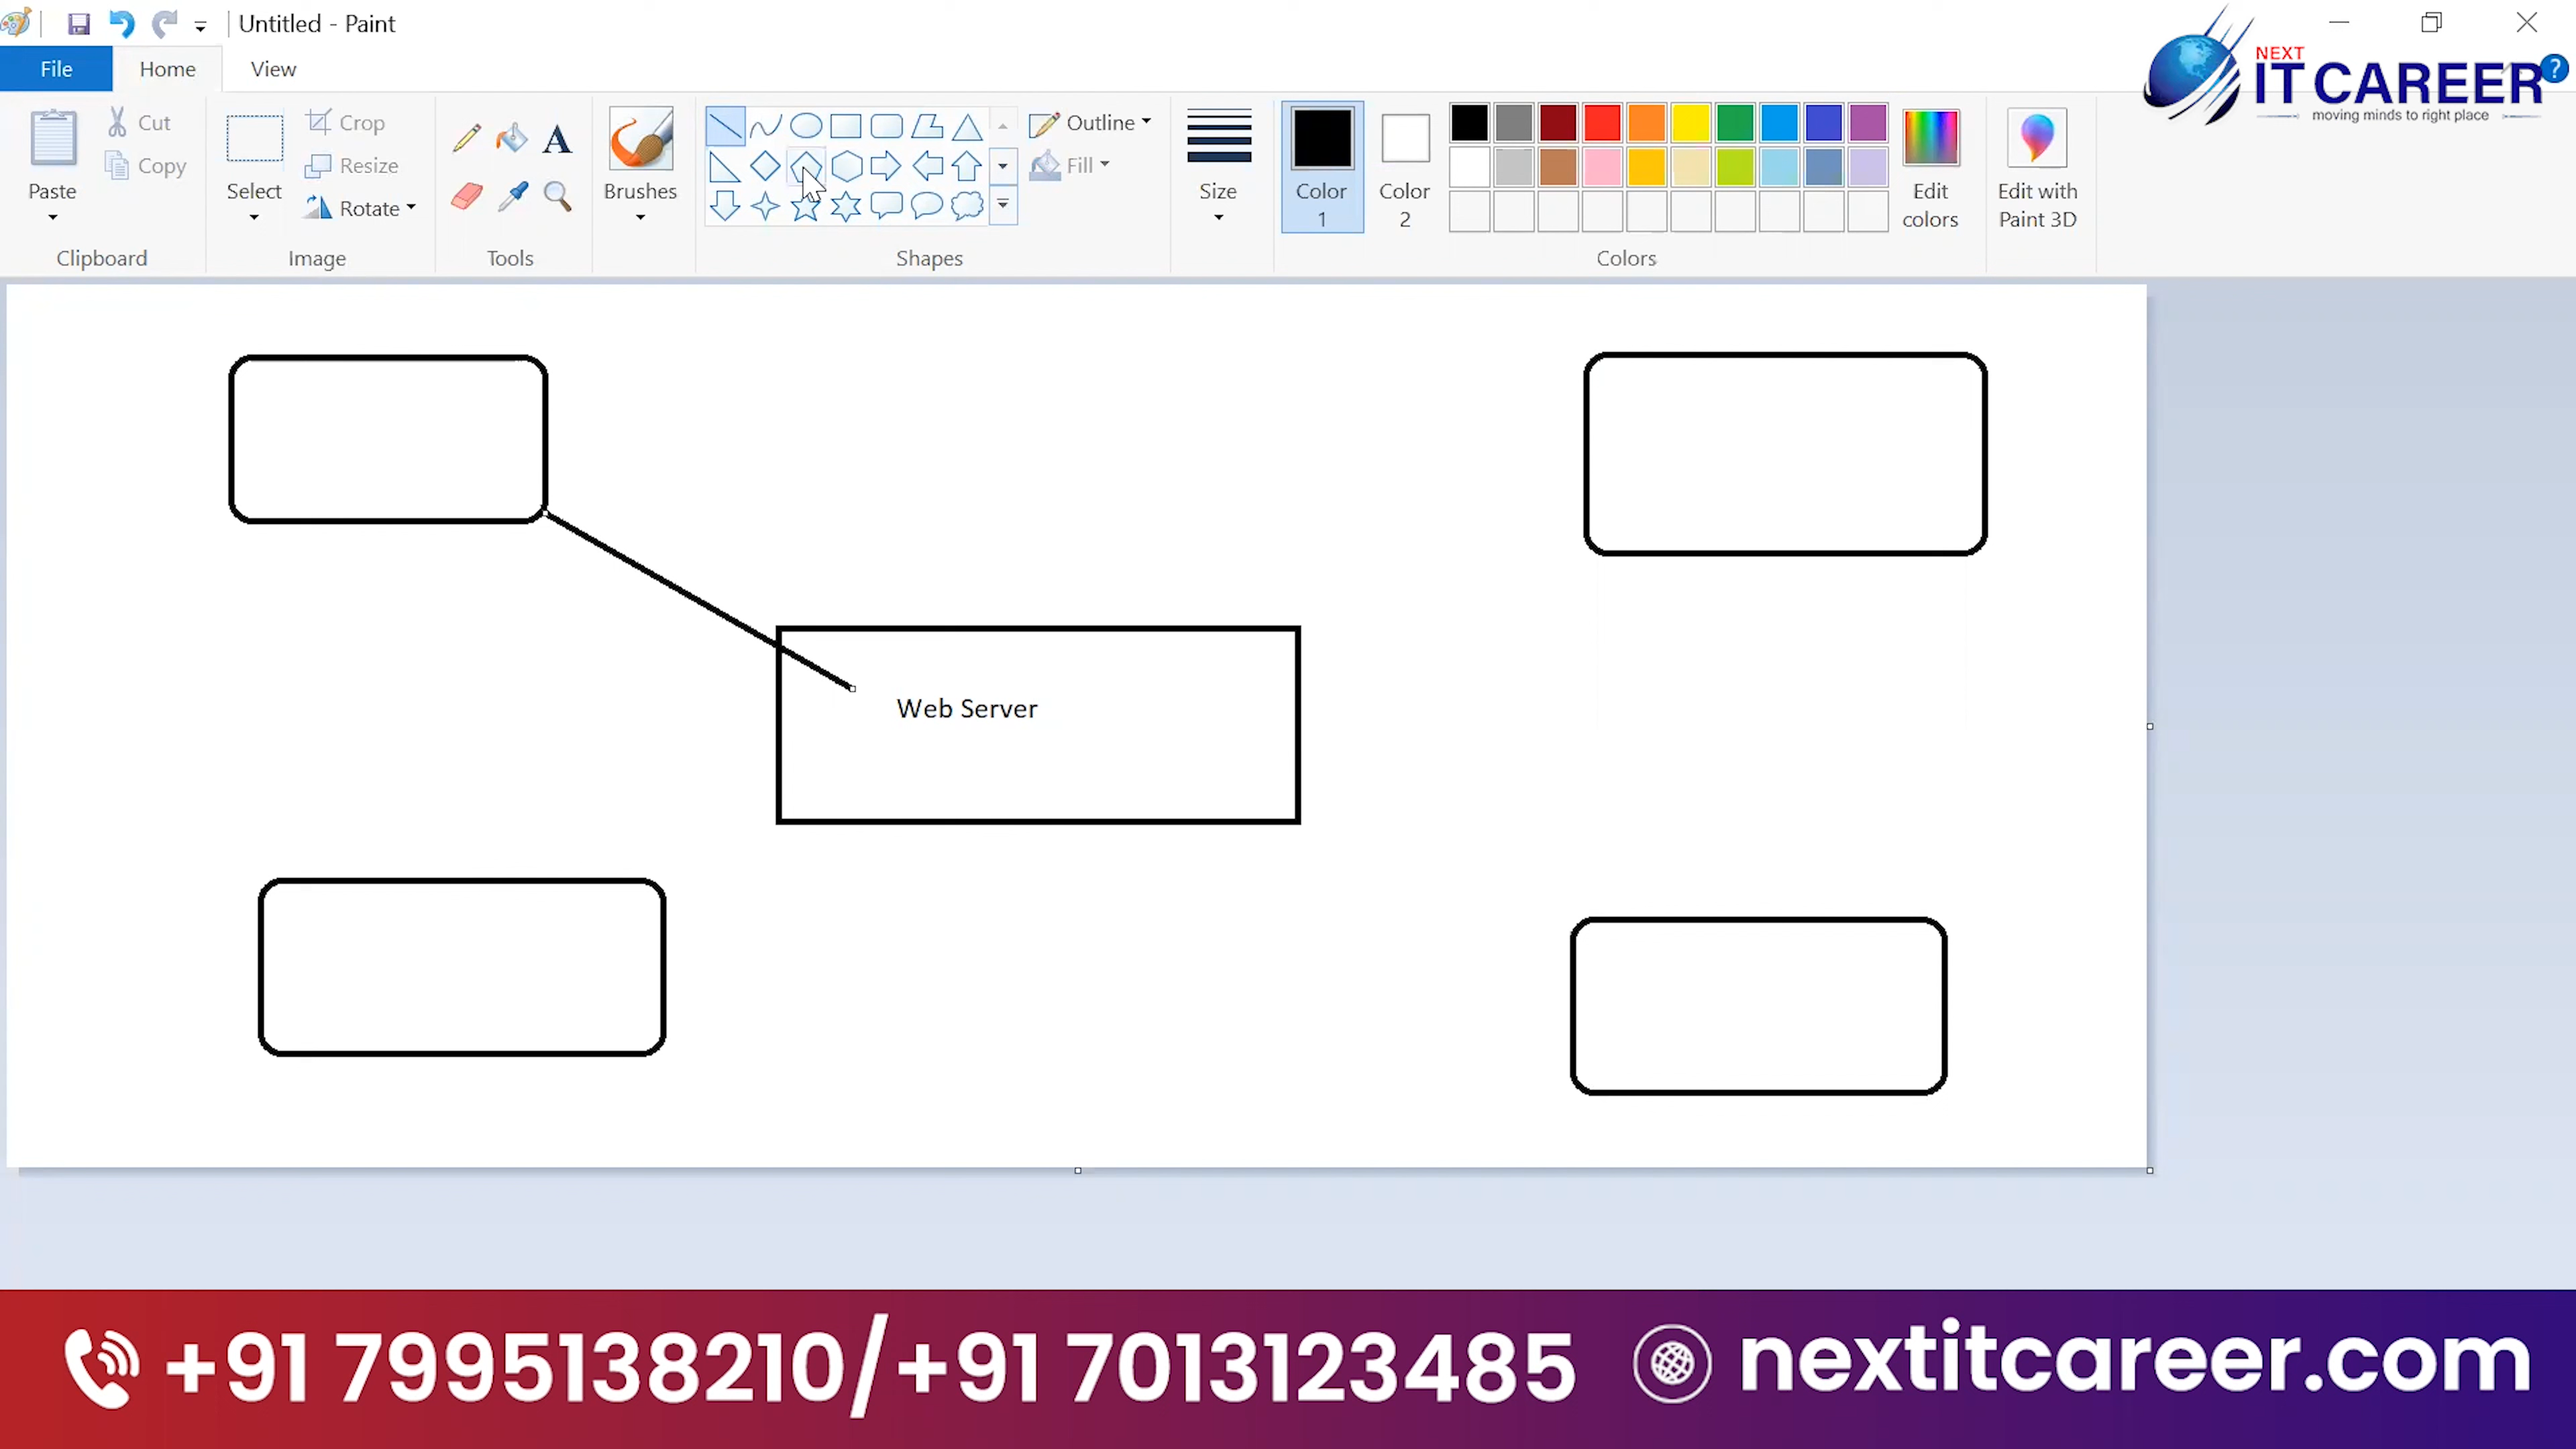 Untitled - Paint
File Home View
NEXT
IT CAREER
moving minds to right place
?
Paste
Cut
Copy
Clipboard
Select
Crop
Resize
Rotate
Image
A
Tools
Brushes
Outline
Fill
Shapes
Size
Color
1
Color
2
Edit
colors
Colors
Edit with
Paint 3D
Web Server
+91 7995138210/+91 7013123485 nextitcareer.com